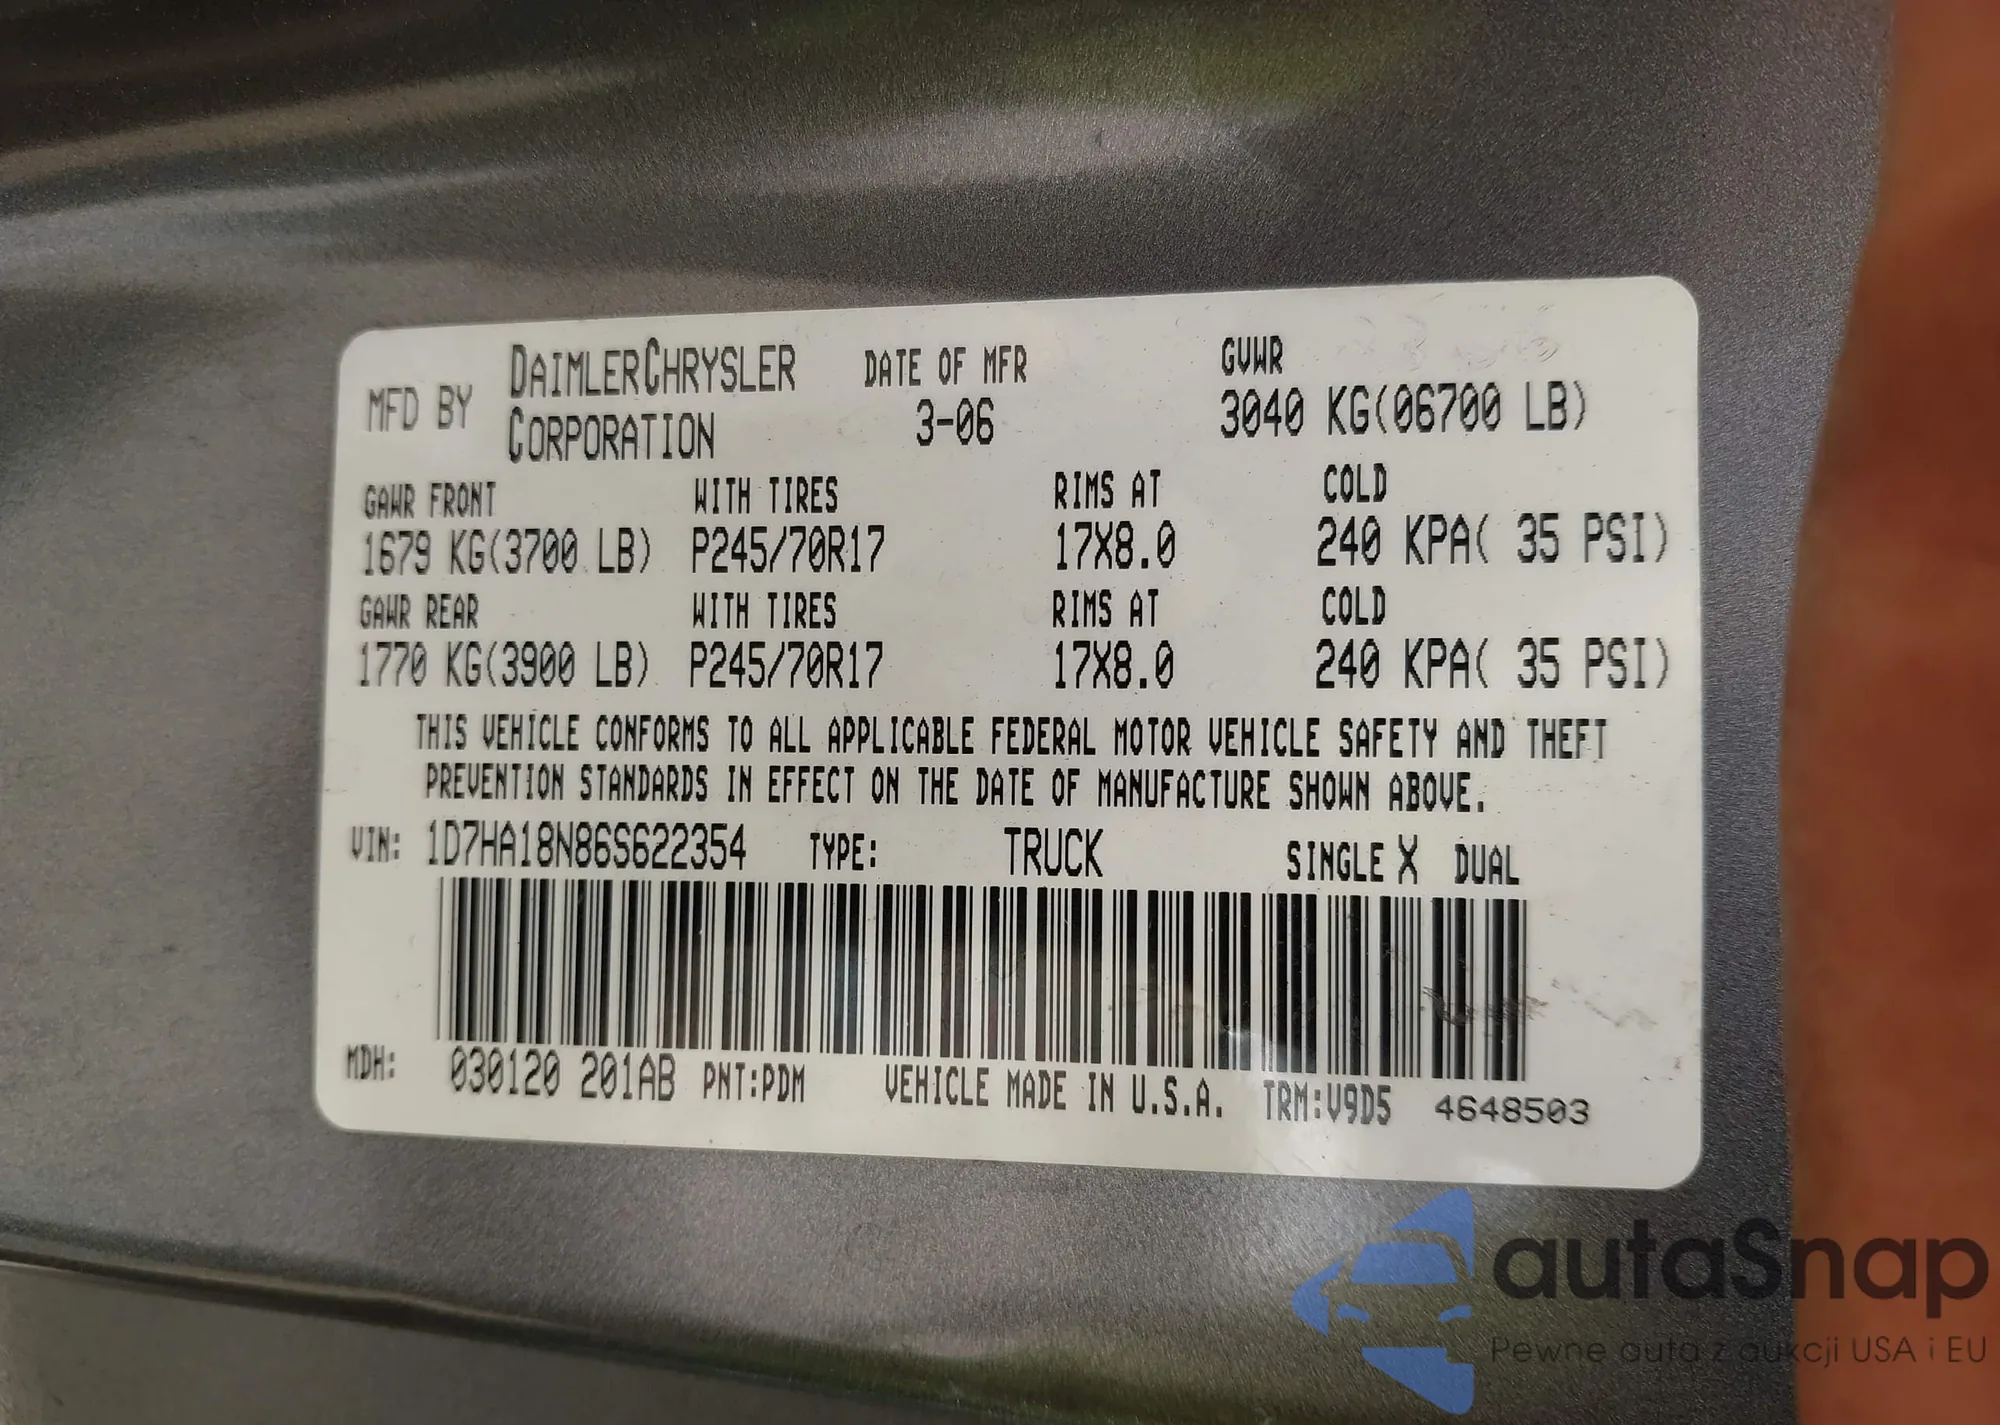 MFD BY DAIMLERCHRYSLER CORPORATION DATE OF MFR 3-06 GVWR 3040 KG(06700 LB)
GAWR FRONT WITH TIRES RIMS AT COLD
1679 KG(3700 LB) P245/70R17 17X8.0 240 KPA( 35 PSI)
GAWR REAR WITH TIRES RIMS AT COLD
1770 KG(3900 LB) P245/70R17 17X8.0 240 KPA( 35 PSI)
THIS VEHICLE CONFORMS TO ALL APPLICABLE FEDERAL MOTOR VEHICLE SAFETY AND THEFT
PREVENTION STANDARDS IN EFFECT ON THE DATE OF MANUFACTURE SHOWN ABOVE.
VIN: 1D7HA18N86S622354 TYPE: TRUCK SINGLE X DUAL
MDH: 030120 201AB PNT:PDM VEHICLE MADE IN U.S.A. TRM:V9D5 4648503
autaSnap
Pewne auta z aukcji USA i EU